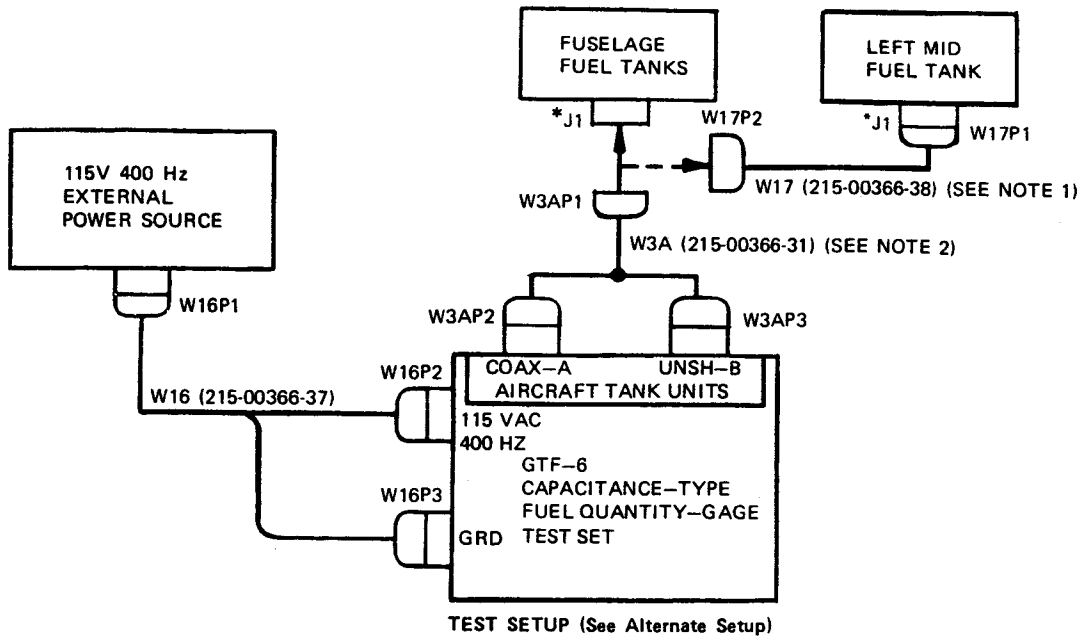 FUSELAGE
FUEL TANKS
LEFT MID
FUEL TANK
*J1
W17P2
*J1
W17P1
115V 400 Hz
EXTERNAL
POWER SOURCE
W17 (215-00366-38) (SEE NOTE 1)
W3AP1
W3A (215-00366-31) (SEE NOTE 2)
W16P1
W3AP2
W3AP3
COAX-A
UNSH-B
AIRCRAFT TANK UNITS
W16P2
W16 (215-00366-37)
115 VAC
400 HZ
GTF-6
CAPACITANCE-TYPE
FUEL QUANTITY-GAGE
TEST SET
W16P3
GRD
TEST SETUP (See Alternate Setup)